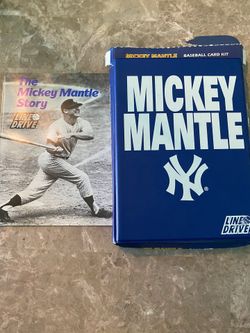 The
Mickey Mantle
Story
LINE
DRIVE
MICKEY MANTLE BASEBALL CARD KIT
MICKEY
MANTLE
NY
LINE
DRIVE